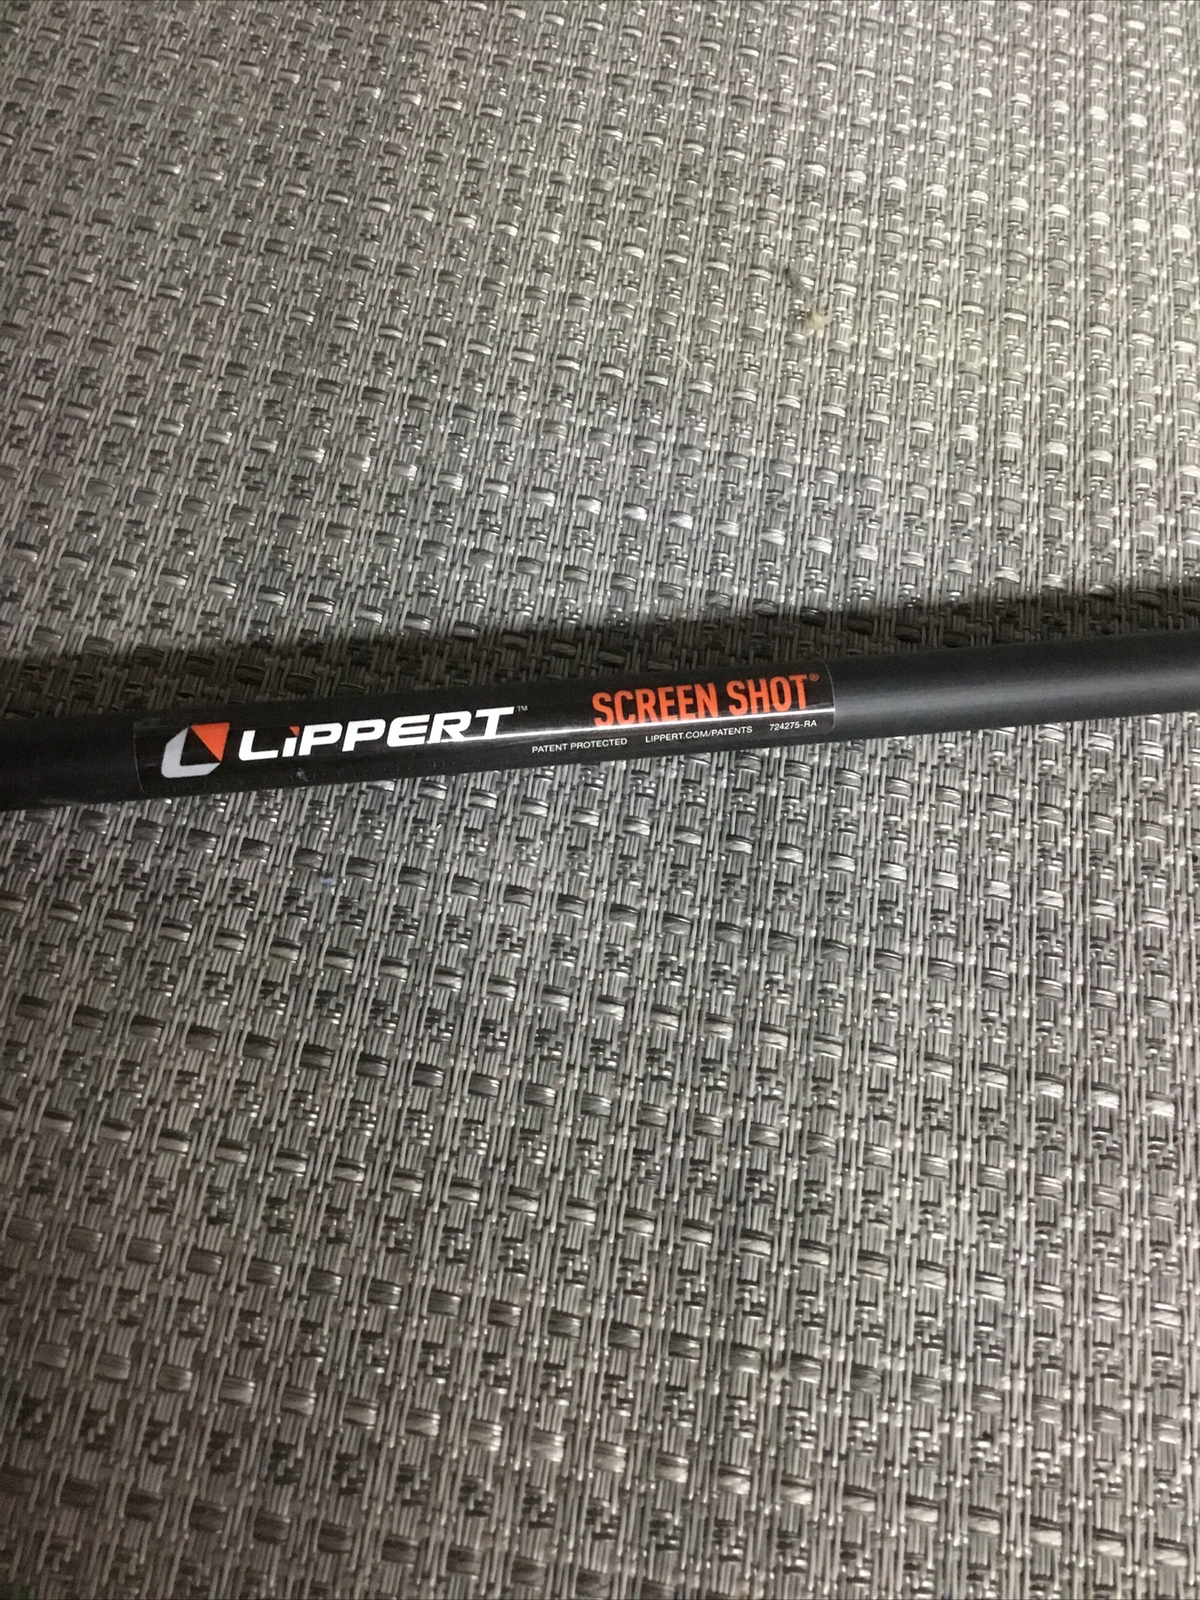 LiPPERT™ SCREEN SHOT®
PATENT PROTECTED LIPPERT.COM/PATENTS 724275-RA